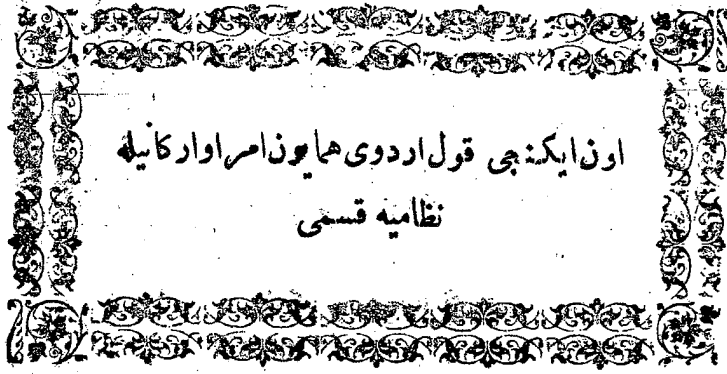 اون ایکنجی قول اردوی همایون امرا و ارکانیله
نظامیه قسمی